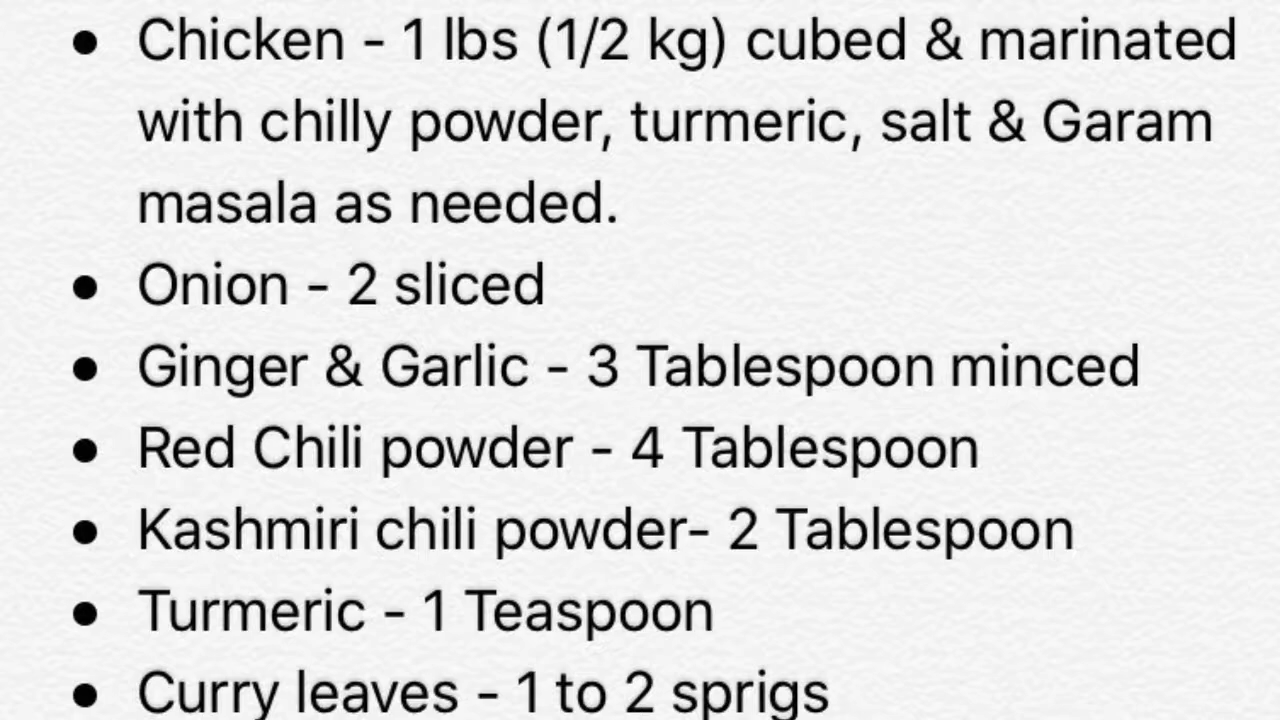 • Chicken - 1 lbs (1/2 kg) cubed & marinated
with chilly powder, turmeric, salt & Garam
masala as needed.
• Onion - 2 sliced
• Ginger & Garlic - 3 Tablespoon minced
• Red Chili powder - 4 Tablespoon
• Kashmiri chili powder- 2 Tablespoon
• Turmeric - 1 Teaspoon
• Curry leaves - 1 to 2 sprigs